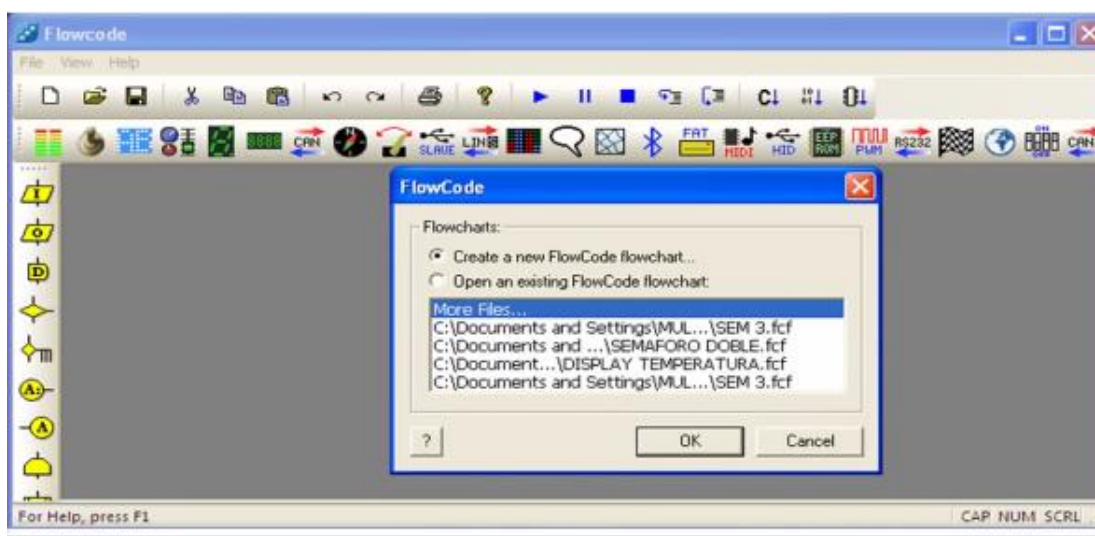 Flowcode
File View Help
C
SLAVE LIN FAT MIDI HID EEP ROM PWM RS232 ON CAN
CAN
I
O
D
A:
A
FlowCode
Flowcharts:
Create a new FlowCode flowchart...
Open an existing FlowCode flowchart:
More Files...
C:\Documents and Settings\MUL...\SEM 3.fcf
C:\Documents and ...\SEMAFORO DOBLE.fcf
C:\Document...\DISPLAY TEMPERATURA.fcf
C:\Documents and Settings\MUL...\SEM 3.fcf
? OK Cancel
For Help, press F1 CAP NUM SCRL